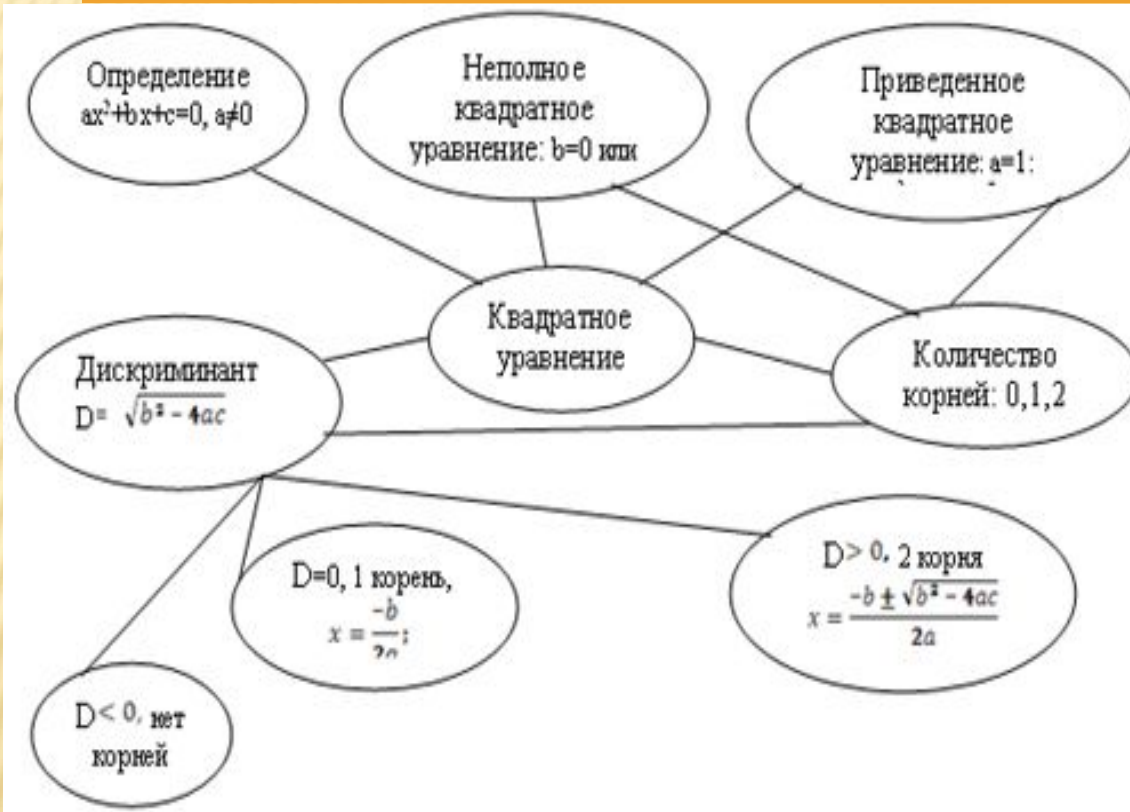 Определение
ax²+bx+c=0, a≠0
Неполное
квадратное
уравнение: b=0 или
Приведенное
квадратное
уравнение: a=1:
Квадратное
уравнение
Количество
корней: 0,1,2
Дискриминант
D= √(b² - 4ac)
D=0, 1 корень,
x = -b/2a;
D> 0, 2 корня
x = (-b ± √(b² - 4ac))/2a
D< 0, нет
корней